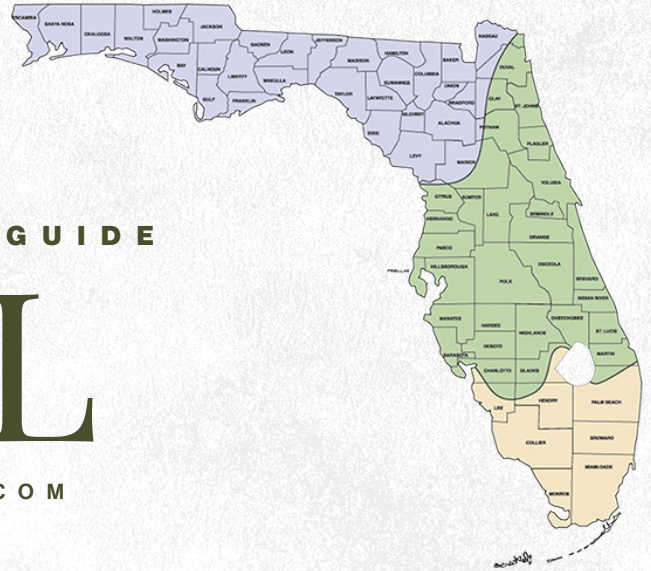 GUIDE
L
COM
ESCAMBIA
SANTA ROSA
OKALOOSA
WALTON
HOLMES
WASHINGTON
JACKSON
BAY
CALHOUN
GULF
GADSDEN
LIBERTY
FRANKLIN
LEON
WAKULLA
JEFFERSON
MADISON
TAYLOR
HAMILTON
SUWANNEE
LAFAYETTE
DIXIE
COLUMBIA
GILCHRIST
LEVY
BAKER
UNION
BRADFORD
ALACHUA
MARION
NASSAU
DUVAL
CLAY
ST. JOHNS
PUTNAM
FLAGLER
VOLUSIA
CITRUS
SUMTER
LAKE
HERNANDO
SEMINOLE
ORANGE
PASCO
OSCEOLA
PINELLAS
HILLSBOROUGH
POLK
BREVARD
INDIAN RIVER
MANATEE
HARDEE
HIGHLANDS
OKEECHOBEE
ST. LUCIE
DESOTO
SARASOTA
MARTIN
CHARLOTTE
GLADES
LEE
HENDRY
PALM BEACH
COLLIER
BROWARD
MIAMI-DADE
MONROE